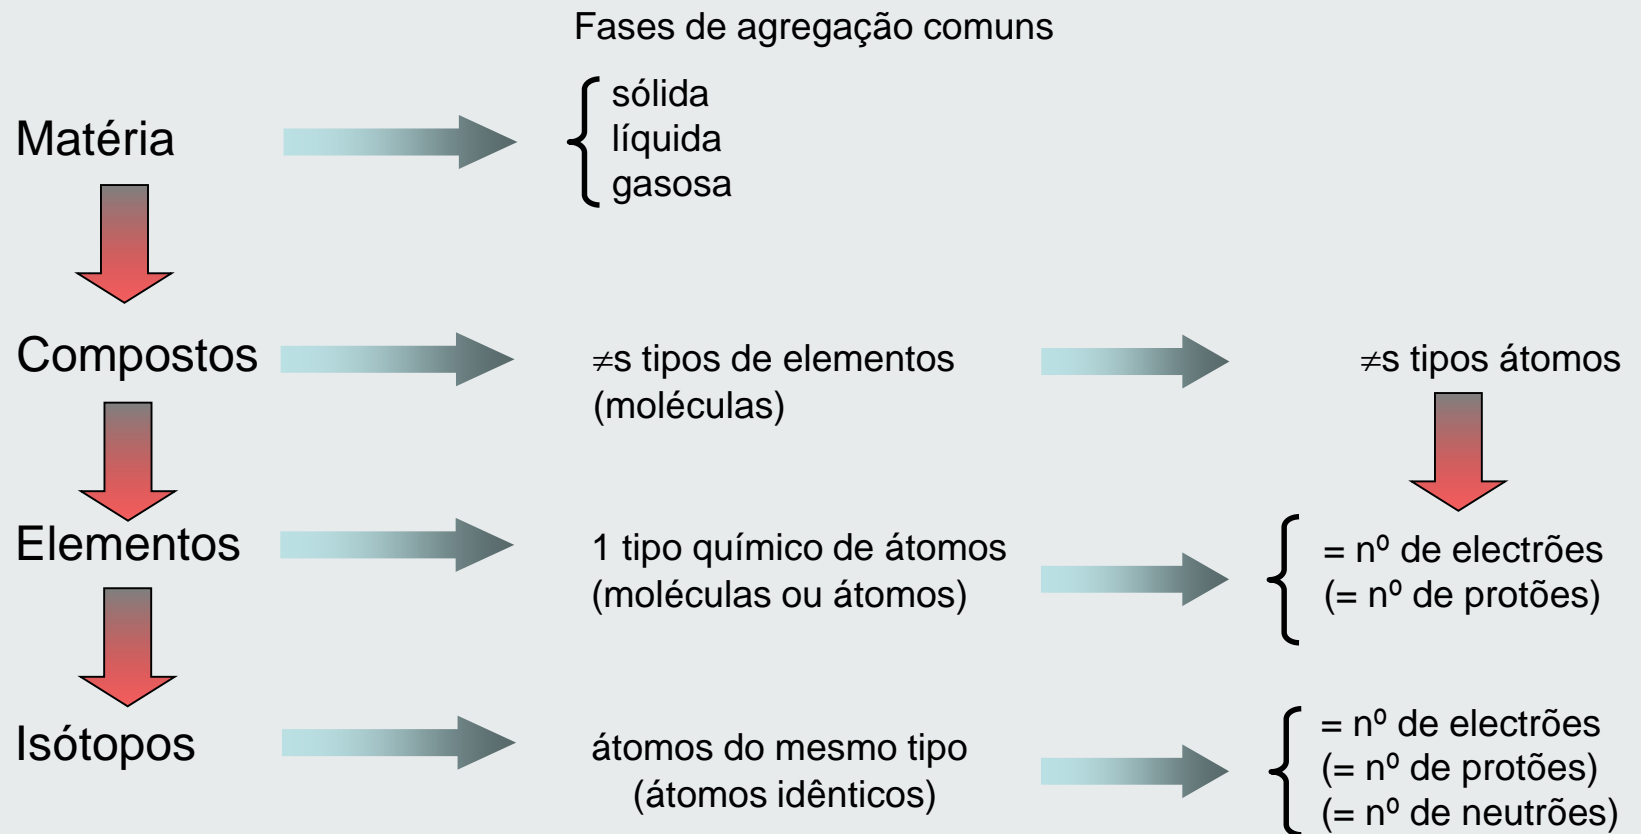 Fases de agregação comuns
Matéria
sólida
líquida
gasosa
Compostos
≠s tipos de elementos
(moléculas)
≠s tipos átomos
Elementos
1 tipo químico de átomos
(moléculas ou átomos)
= nº de electrões
(= nº de protões)
Isótopos
átomos do mesmo tipo
(átomos idênticos)
= nº de electrões
(= nº de protões)
(= nº de neutrões)